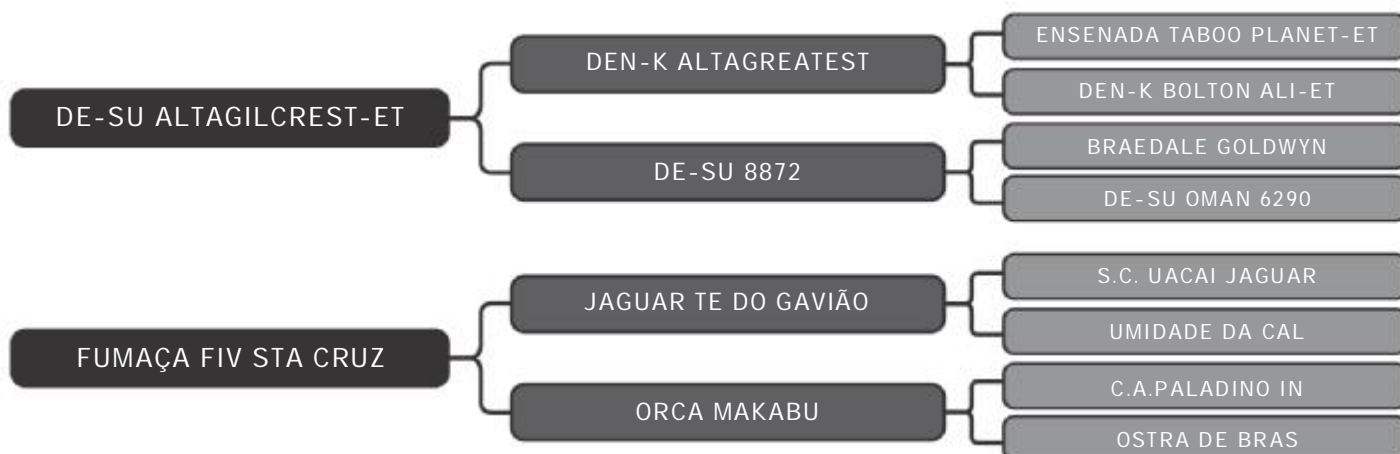 DE-SU ALTAGILCREST-ET
DEN-K ALTAGREATEST
ENSENADA TABOO PLANET-ET
DEN-K BOLTON ALI-ET
DE-SU 8872
BRAEDALE GOLDWYN
DE-SU OMAN 6290
FUMAÇA FIV STA CRUZ
JAGUAR TE DO GAVIÃO
S.C. UACAI JAGUAR
UMIDADE DA CAL
ORCA MAKABU
C.A.PALADINO IN
OSTRA DE BRAS